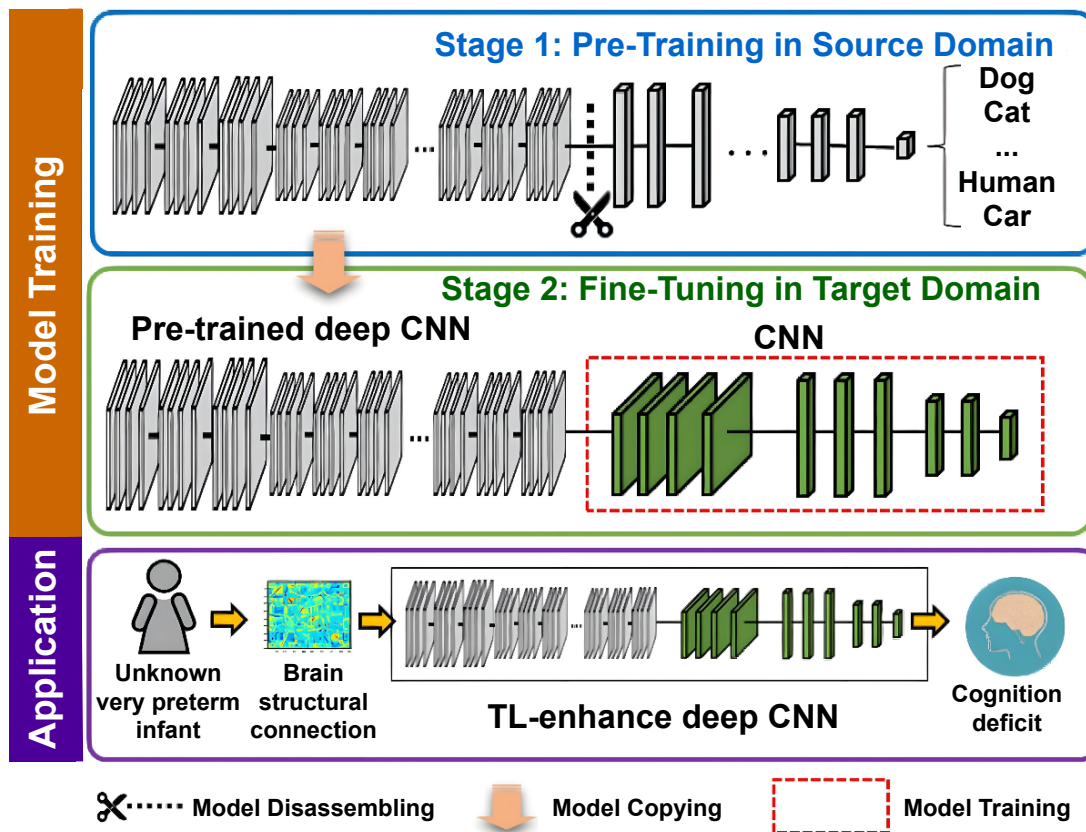 Model Training
Stage 1: Pre-Training in Source Domain
Dog
Cat
...
Human
Car
...
. . .
Stage 2: Fine-Tuning in Target Domain
Pre-trained deep CNN
CNN
...
Application
Unknown
very preterm
infant
Brain
structural
connection
...
TL-enhance deep CNN
Cognition
deficit
Model Disassembling
Model Copying
Model Training